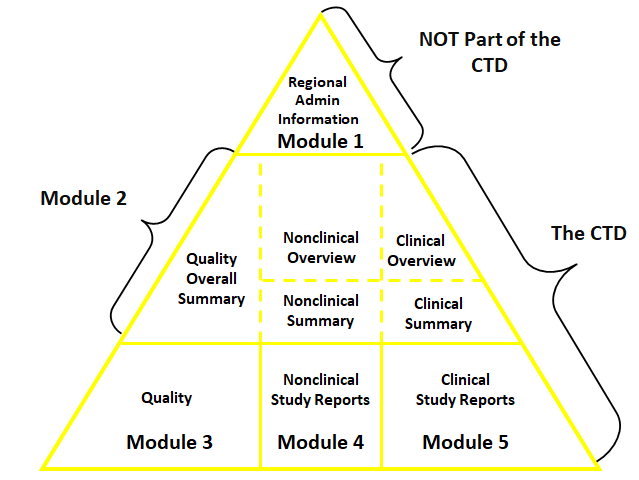 NOT Part of the
CTD
Regional
Admin
Information
Module 1
Module 2
The CTD
Quality
Overall
Summary
Nonclinical
Overview
Clinical
Overview
Nonclinical
Summary
Clinical
Summary
Quality
Module 3
Nonclinical
Study Reports
Module 4
Clinical
Study Reports
Module 5